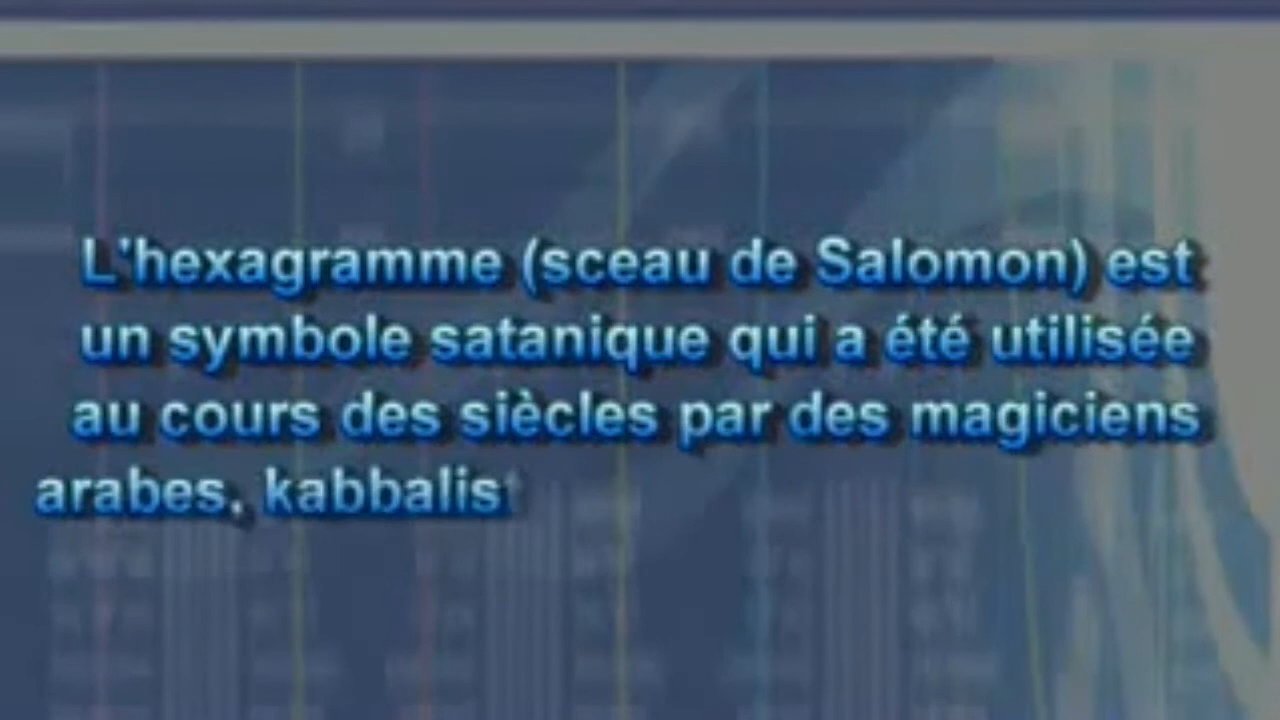 L'hexagramme (sceau de Salomon) est
un symbole satanique qui a été utilisée
au cours des siècles par des magiciens
arabes, kabbalist